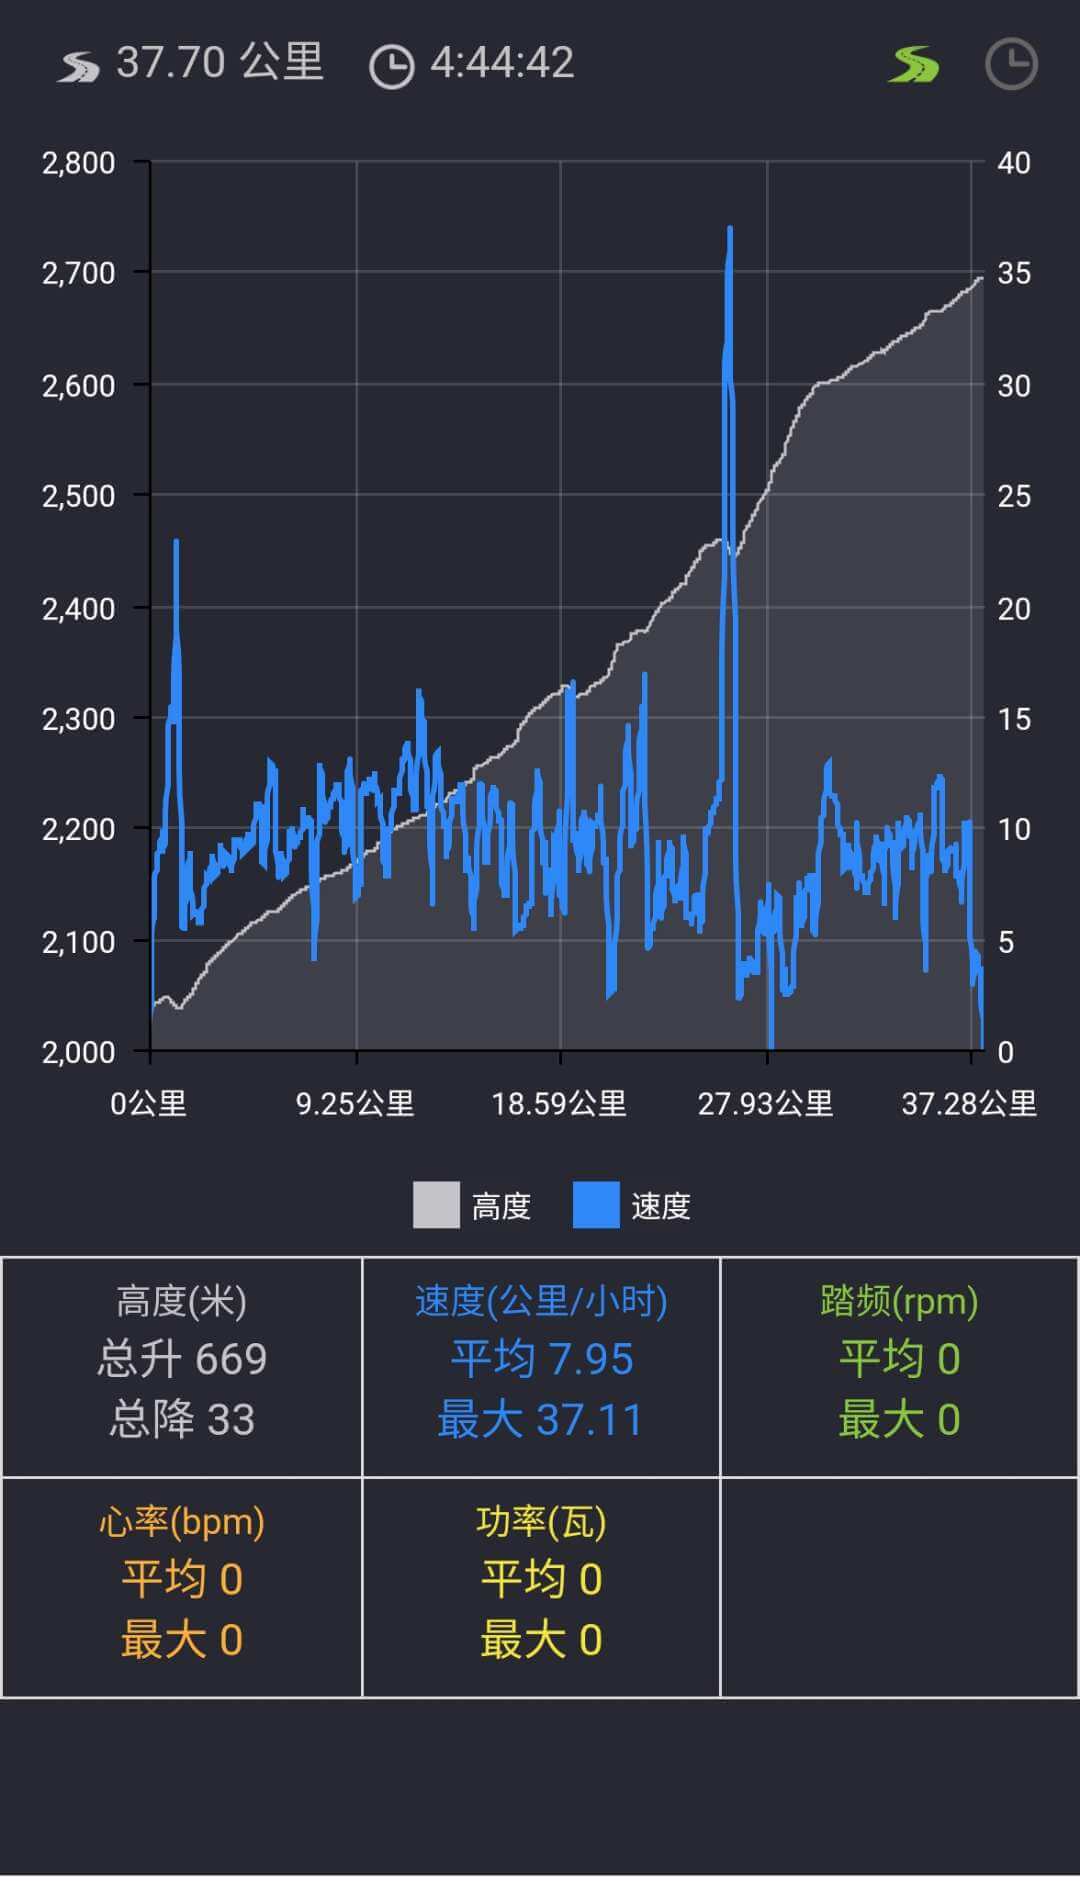 37.70 公里 4:44:42
2,800 40
2,700 35
2,600 30
2,500 25
2,400 20
2,300 15
2,200 10
2,100 5
2,000 0
0公里 9.25公里 18.59公里 27.93公里 37.28公里
高度 速度
高度(米) 速度(公里/小时) 踏频(rpm)
总升 669 平均 7.95 平均 0
总降 33 最大 37.11 最大 0
心率(bpm) 功率(瓦)
平均 0 平均 0
最大 0 最大 0